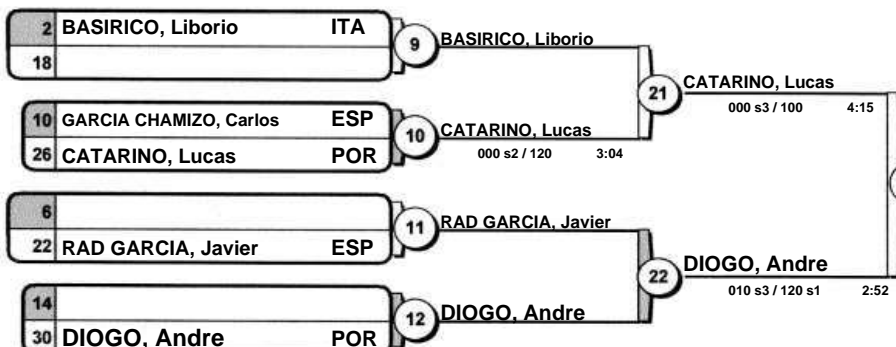 2 BASIRICO, Liborio ITA
18
9
BASIRICO, Liborio
10 GARCIA CHAMIZO, Carlos ESP
26 CATARINO, Lucas POR
10
CATARINO, Lucas
000 s2 / 120 3:04
21
CATARINO, Lucas
000 s3 / 100 4:15
6
22 RAD GARCIA, Javier ESP
11
RAD GARCIA, Javier
14
30 DIOGO, Andre POR
12
DIOGO, Andre
22
DIOGO, Andre
010 s3 / 120 s1 2:52